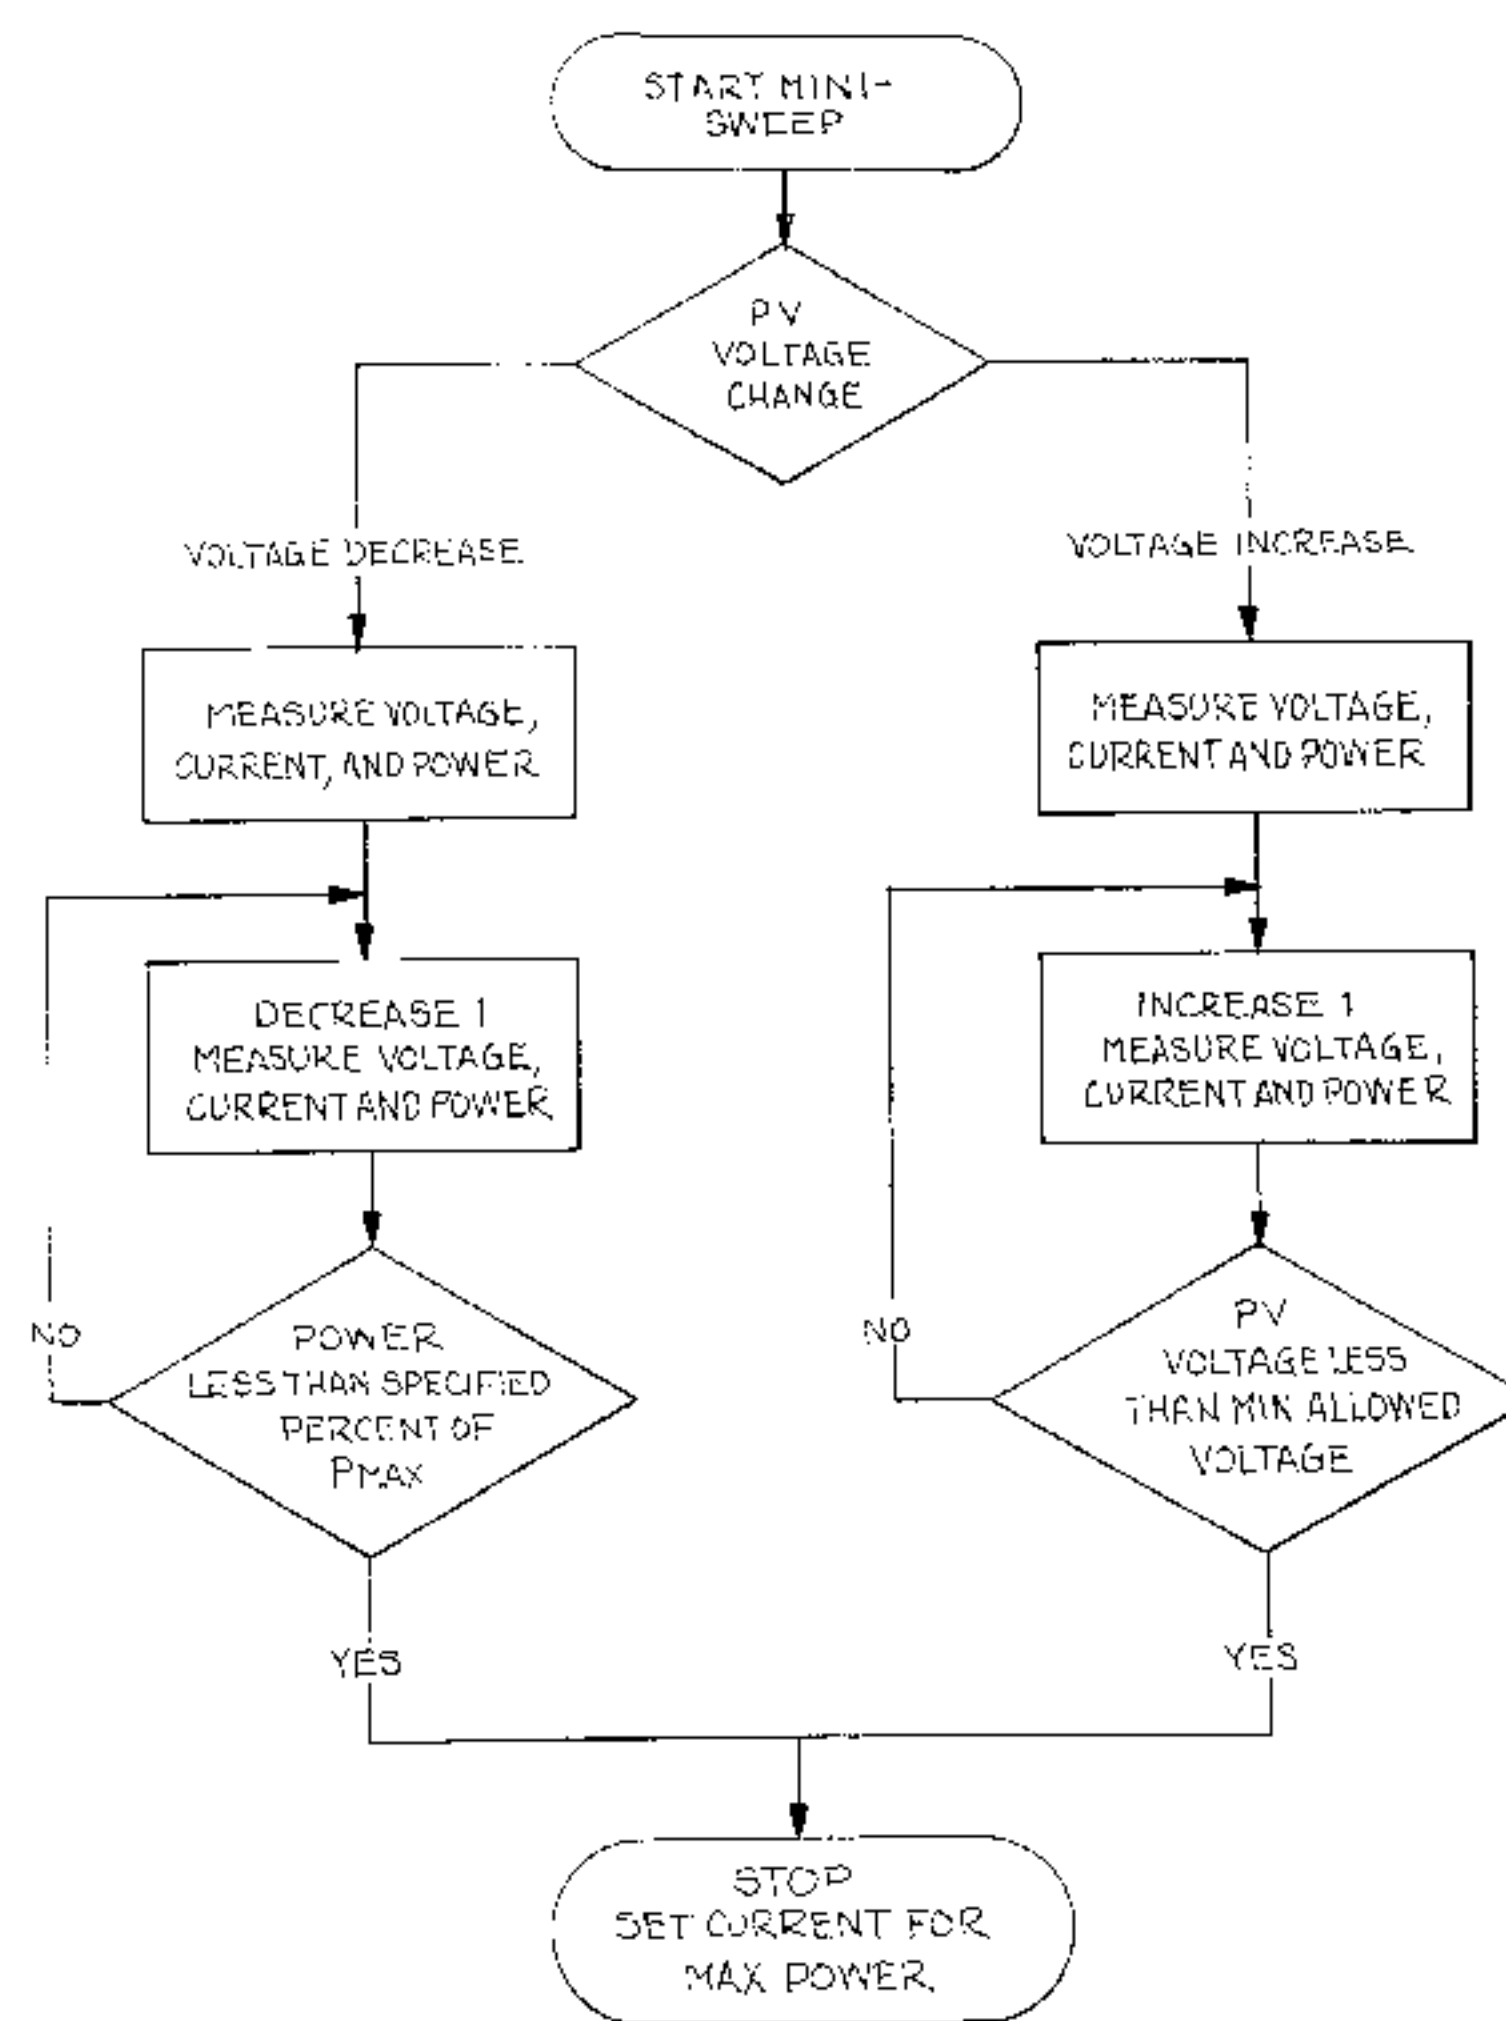 START MINI-
SWEEP
PV
VOLTAGE
CHANGE
VOLTAGE DECREASE
VOLTAGE INCREASE
MEASURE VOLTAGE,
CURRENT, AND POWER
MEASURE VOLTAGE,
CURRENT AND POWER
DECREASE I
MEASURE VOLTAGE,
CURRENT AND POWER
INCREASE I
MEASURE VOLTAGE,
CURRENT AND POWER
NO
POWER
LESS THAN SPECIFIED
PERCENT OF
PMAX
NO
PV
VOLTAGE LESS
THAN MIN ALLOWED
VOLTAGE
YES
YES
STOP
SET CURRENT FOR
MAX POWER.